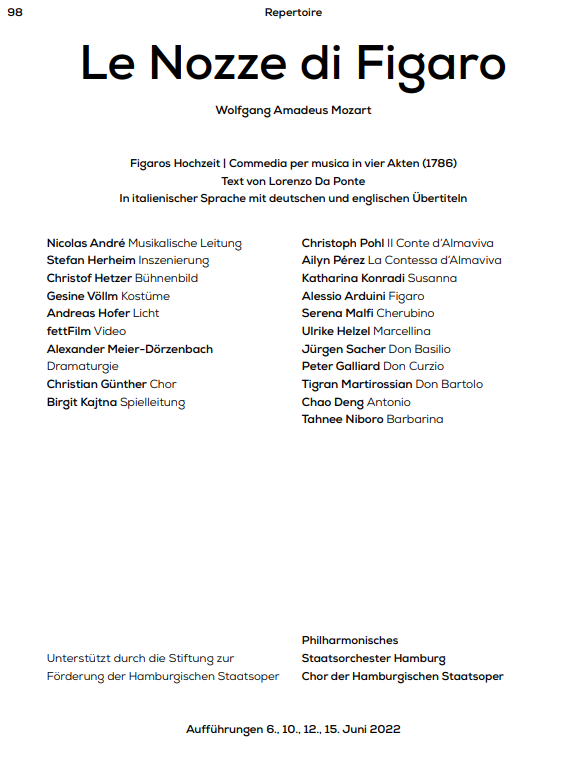 98
Repertoire
Le Nozze di Figaro
Wolfgang Amadeus Mozart
Figaros Hochzeit | Commedia per musica in vier Akten (1786)
Text von Lorenzo Da Ponte
In italienischer Sprache mit deutschen und englischen Übertiteln
Nicolas André Musikalische Leitung
Stefan Herheim Inszenierung
Christof Hetzer Bühnenbild
Gesine Völlm Kostüme
Andreas Hofer Licht
fettFilm Video
Alexander Meier-Dörzenbach
Dramaturgie
Christian Günther Chor
Birgit Kajtna Spielleitung
Christoph Pohl Il Conte d'Almaviva
Ailyn Pérez La Contessa d'Almaviva
Katharina Konradi Susanna
Alessio Arduini Figaro
Serena Malfi Cherubino
Ulrike Helzel Marcellina
Jürgen Sacher Don Basilio
Peter Galliard Don Curzio
Tigran Martirossian Don Bartolo
Chao Deng Antonio
Tahnee Niboro Barbarina
Unterstützt durch die Stiftung zur
Förderung der Hamburgischen Staatsoper
Philharmonisches
Staatsorchester Hamburg
Chor der Hamburgischen Staatsoper
Aufführungen 6., 10., 12., 15. Juni 2022